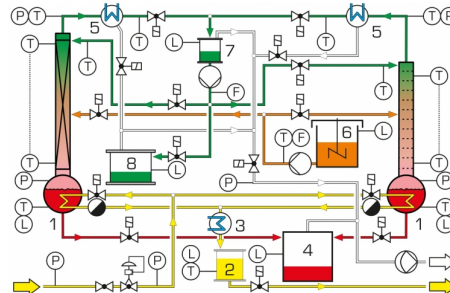 P T 5 5 T P
T T L 7 T T
T F T
T F 6 L
8 L
T T
P P P
T L 1 3 1 T L
P P L T 2 L 4